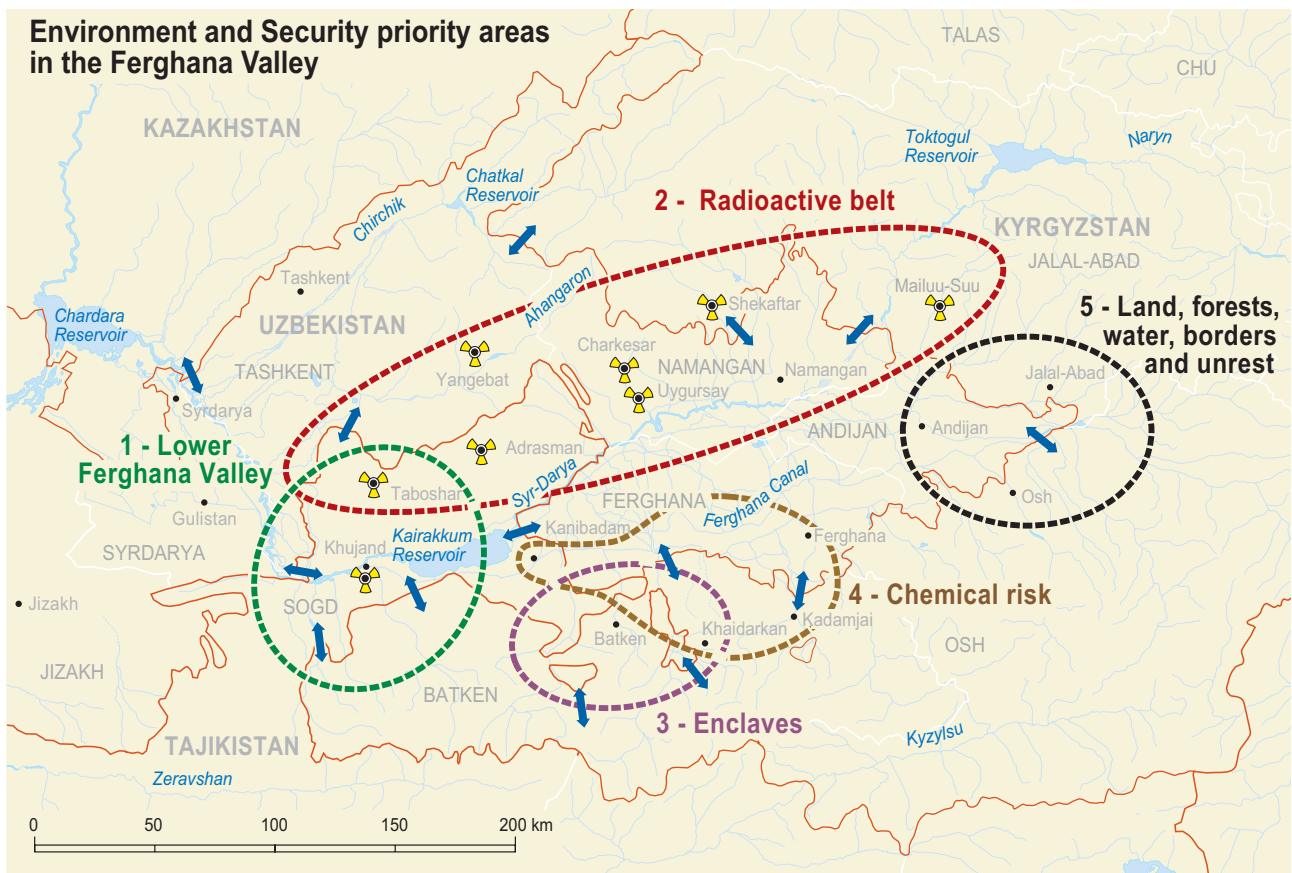 Environment and Security priority areas
in the Ferghana Valley
TALAS
CHU
KAZAKHSTAN
Toktogul
Reservoir
Naryn
Chatkal
Reservoir
2 - Radioactive belt
Chirchik
KYRGYZSTAN
JALAL-ABAD
Tashkent
Ahangaron
Mailuu-Suu
Shekaftar
Chardara
Reservoir
UZBEKISTAN
5 - Land, forests,
water, borders
and unrest
Charkesar
NAMANGAN
Namangan
TASHKENT
Yangebat
Uygursay
Jalal-Abad
Syrdarya
ANDIJAN
Andijan
1 - Lower
Ferghana Valley
Adrasman
Taboshar
Syr-Darya
FERGHANA
Ferghana Canal
Osh
Gulistan
Kanibadam
Kairakkum
Reservoir
Ferghana
SYRDARYA
Khujand
4 - Chemical risk
Jizakh
SOGD
Kadamjai
Batken
Khaidarkan
OSH
JIZAKH
BATKEN
3 - Enclaves
Kyzylsu
TAJIKISTAN
Zeravshan
0 50 100 150 200 km